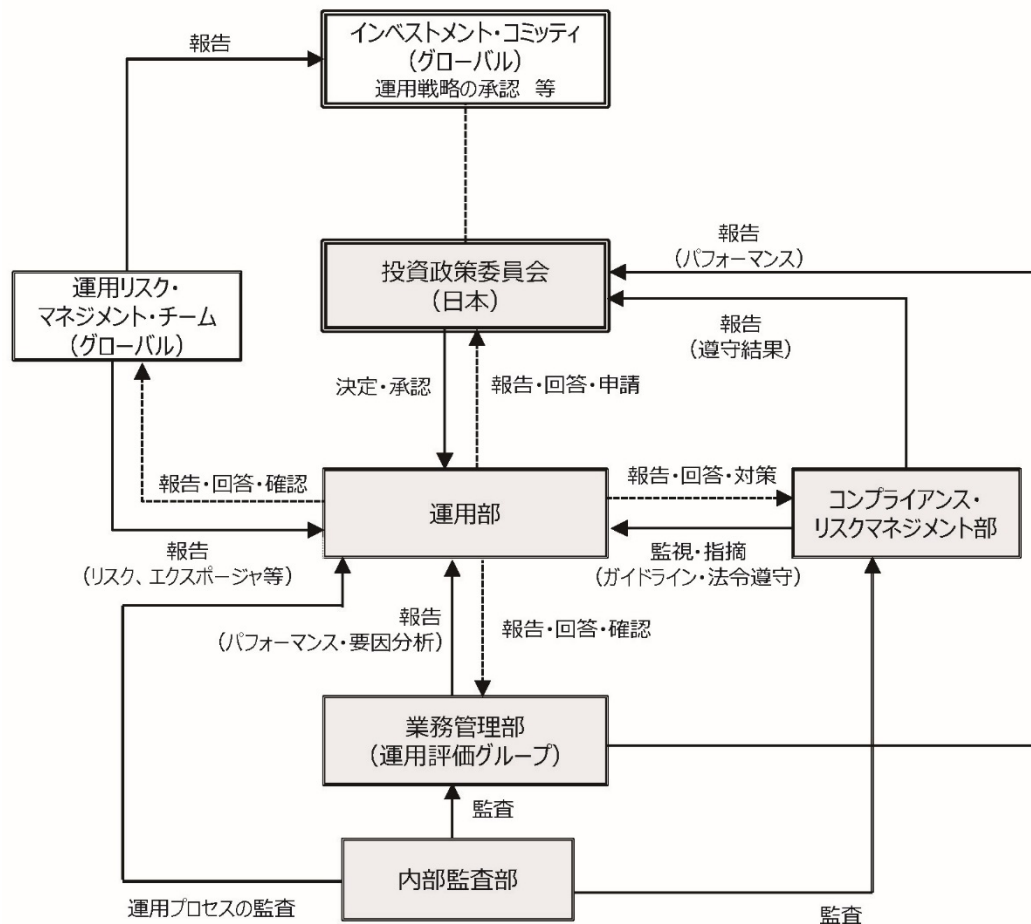 報告
インベストメント・コミッティ
(グローバル)
運用戦略の承認 等
報告
(パフォーマンス)
運用リスク・
マネジメント・チーム
(グローバル)
投資政策委員会
(日本)
報告
(遵守結果)
決定・承認
報告・回答・申請
報告・回答・確認
運用部
報告・回答・対策
コンプライアンス・
リスクマネジメント部
報告
(リスク、エクスポージャ等)
監視・指摘
(ガイドライン・法令遵守)
報告
(パフォーマンス・要因分析)
報告・回答・確認
業務管理部
(運用評価グループ)
監査
内部監査部
運用プロセスの監査
監査